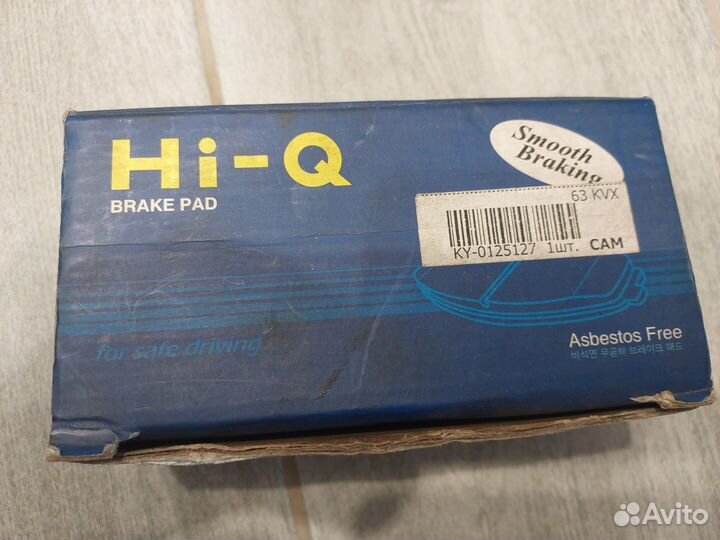 Hi-Q
BRAKE PAD
Smooth
Braking
63 KVX
KY-0125127 1шт. САМ
for safe driving
Asbestos Free
비석면 무공해 브레이크 패드
Avito